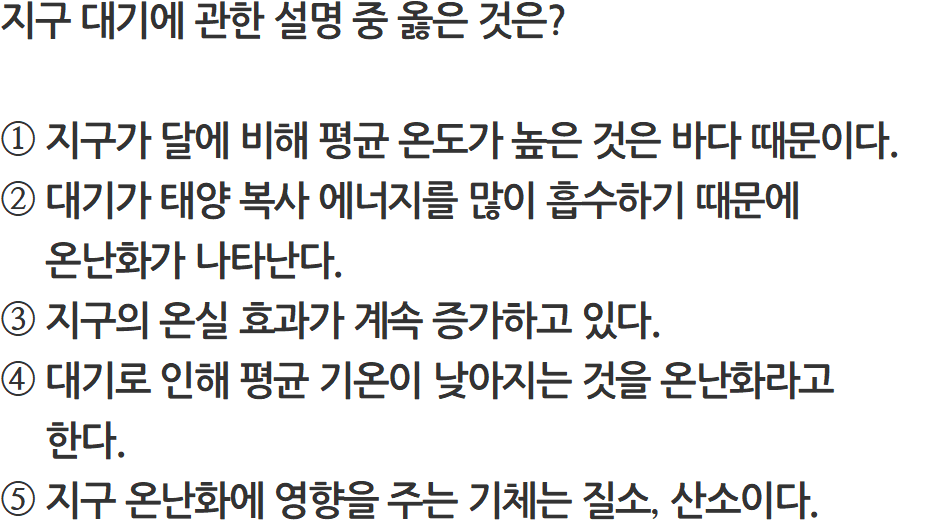 지구 대기에 관한 설명 중 옳은 것은?
① 지구가 달에 비해 평균 온도가 높은 것은 바다 때문이다.
② 대기가 태양 복사 에너지를 많이 흡수하기 때문에
온난화가 나타난다.
③ 지구의 온실 효과가 계속 증가하고 있다.
④ 대기로 인해 평균 기온이 낮아지는 것을 온난화라고
한다.
⑤ 지구 온난화에 영향을 주는 기체는 질소, 산소이다.